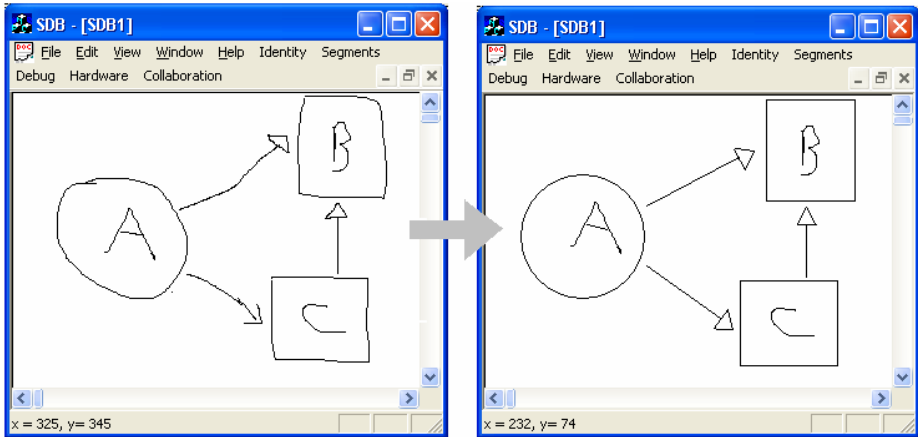 SDB - [SDB1]
File Edit View Window Help Identity Segments
Debug Hardware Collaboration
B
A
C
x = 325, y= 345
SDB - [SDB1]
File Edit View Window Help Identity Segments
Debug Hardware Collaboration
B
A
C
x = 232, y= 74